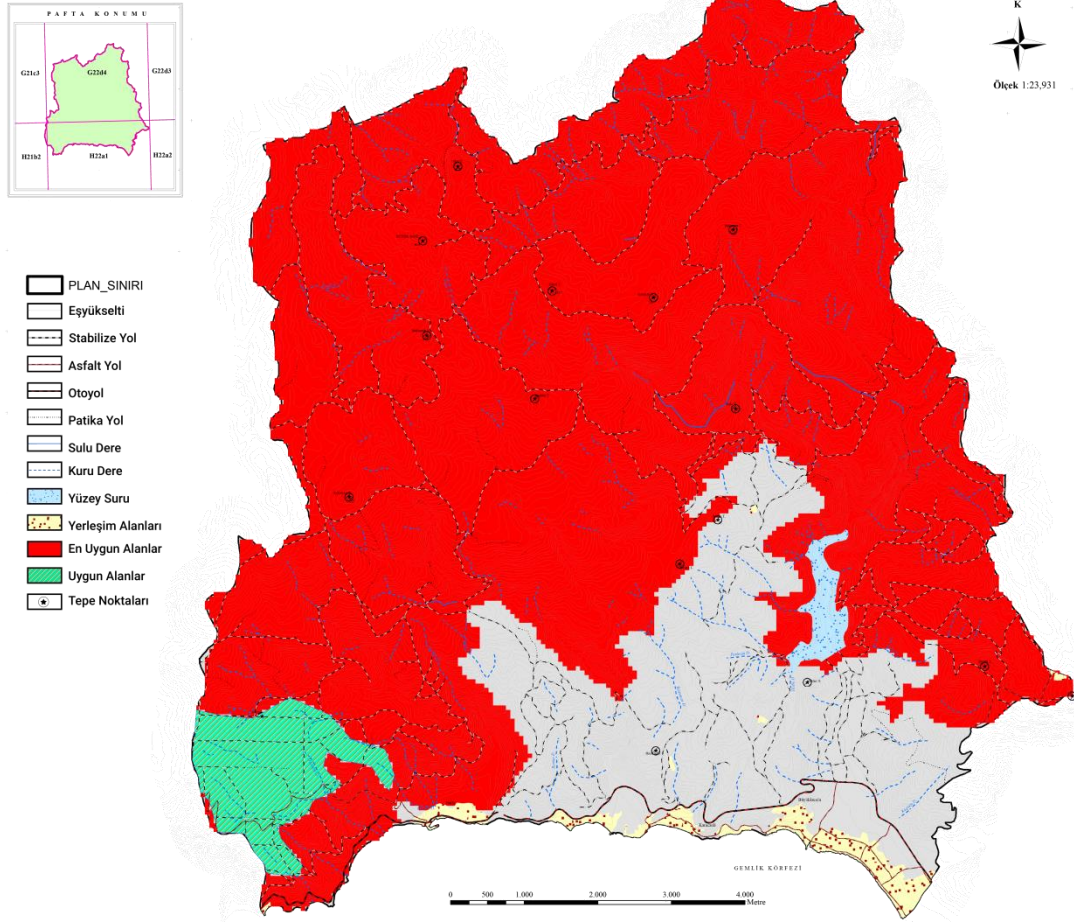 PAFTA KONUMU
G21c3
G22d4
G22d3
H21b2
H22a1
H22a2
K
Ölçek 1:23,931
PLAN_SINIRI
Eşyükselti
Stabilize Yol
Asfalt Yol
Otoyol
Patika Yol
Sulu Dere
Kuru Dere
Yüzey Suru
Yerleşim Alanları
En Uygun Alanlar
Uygun Alanlar
Tepe Noktaları
GEMLİK KÖRFEZİ
0 500 1.000 2.000 3.000 4.000
Metre